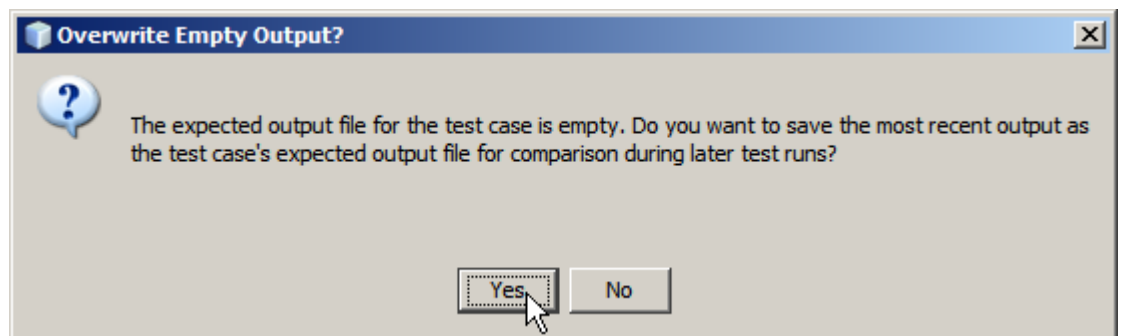 Overwrite Empty Output?
The expected output file for the test case is empty. Do you want to save the most recent output as
the test case's expected output file for comparison during later test runs?
Yes No